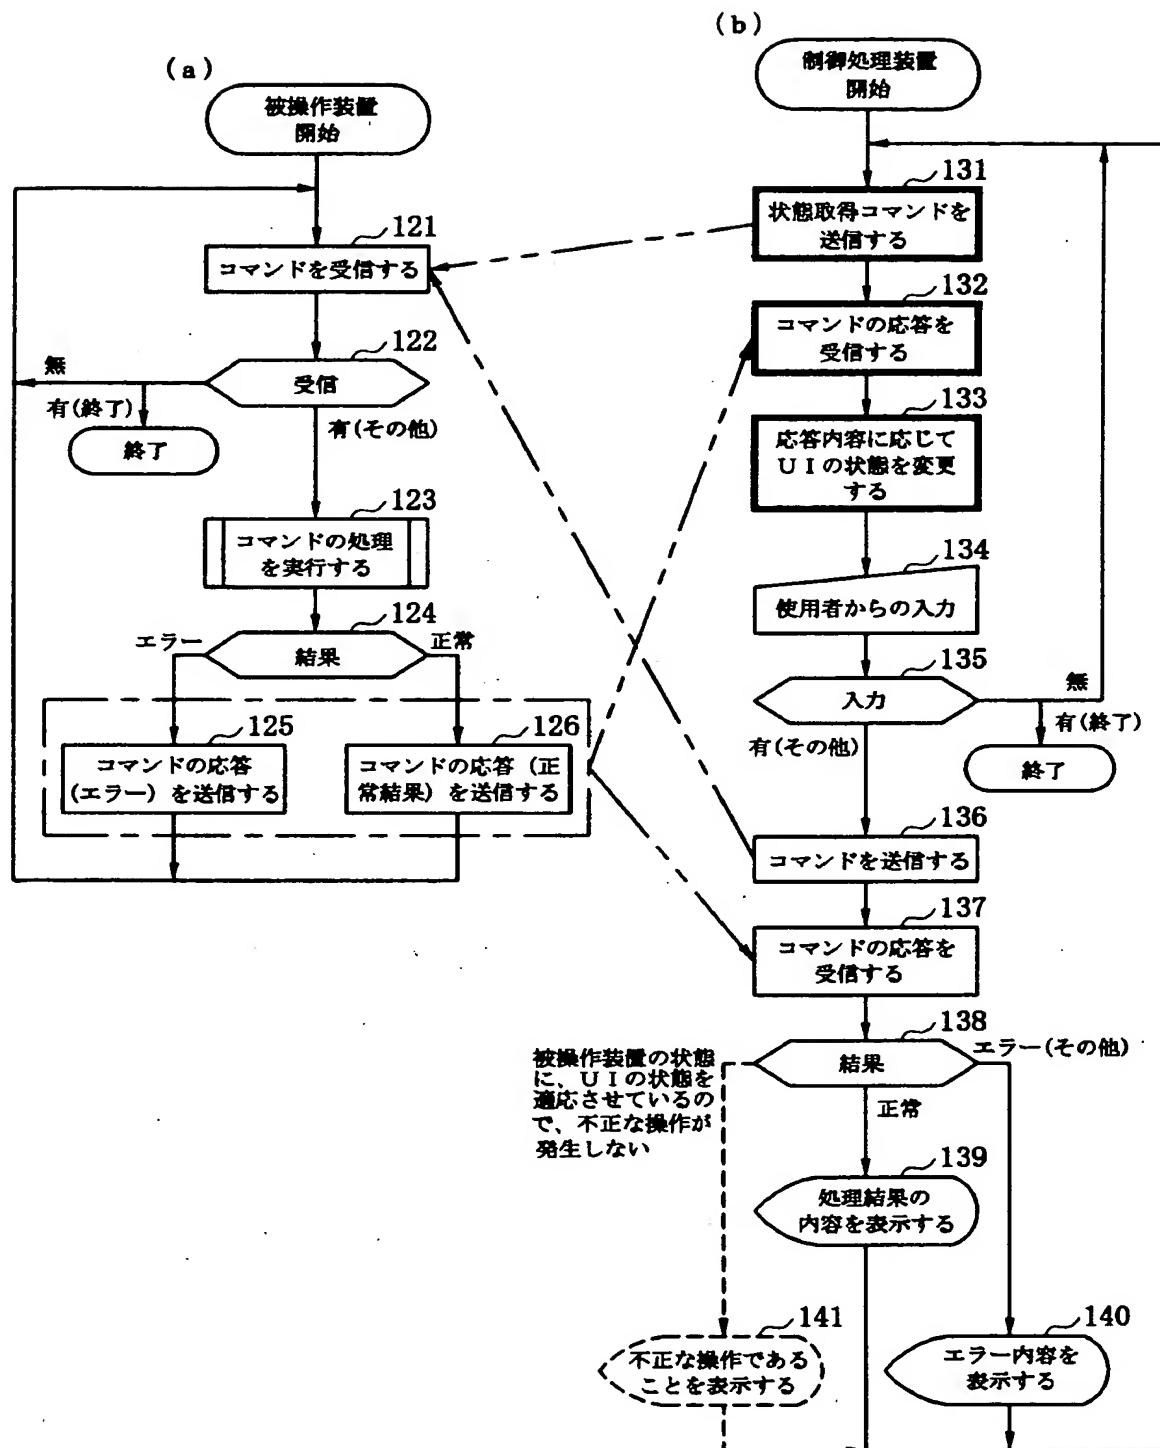 (a)
被操作装置
開始
121
コマンドを受信する
122
受信
無
有(終了)
終了
有(その他)
123
コマンドの処理
を実行する
124
エラー
結果
正常
125
コマンドの応答
(エラー)を送信する
126
コマンドの応答(正
常結果)を送信する
(b)
制御処理装置
開始
131
状態取得コマンドを
送信する
132
コマンドの応答を
受信する
133
応答内容に応じて
UIの状態を変更
する
134
使用者からの入力
135
入力
無
有(終了)
終了
有(その他)
136
コマンドを送信する
137
コマンドの応答を
受信する
138
結果
エラー(その他)
正常
被操作装置の状態
に、UIの状態を
適応させているの
で、不正な操作が
発生しない
139
処理結果の
内容を表示する
141
不正な操作である
ことを表示する
140
エラー内容を
表示する